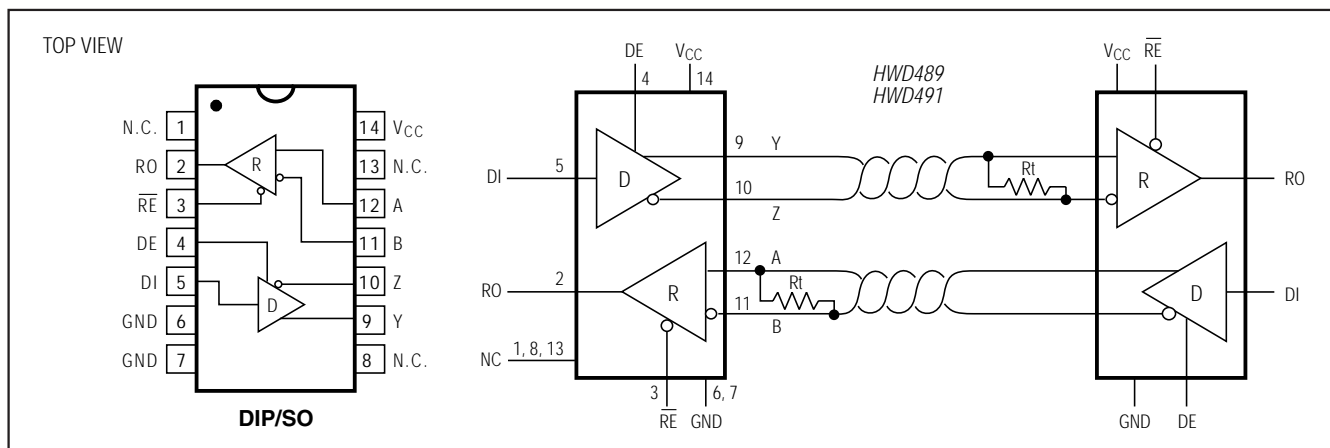 TOP VIEW
N.C. 1
RO 2
RE 3
DE 4
DI 5
GND 6
GND 7
14 VCC
13 N.C.
12 A
11 B
10 Z
9 Y
8 N.C.
R
D
DIP/SO
DE
4
VCC
14
HWD489
HWD491
VCC RE
DI 5
D
9 Y
10
Z
Rt
R
RO
RO 2
R
12 A
Rt
11
B
D
DI
NC 1, 8, 13
3
RE
6, 7
GND
GND
DE